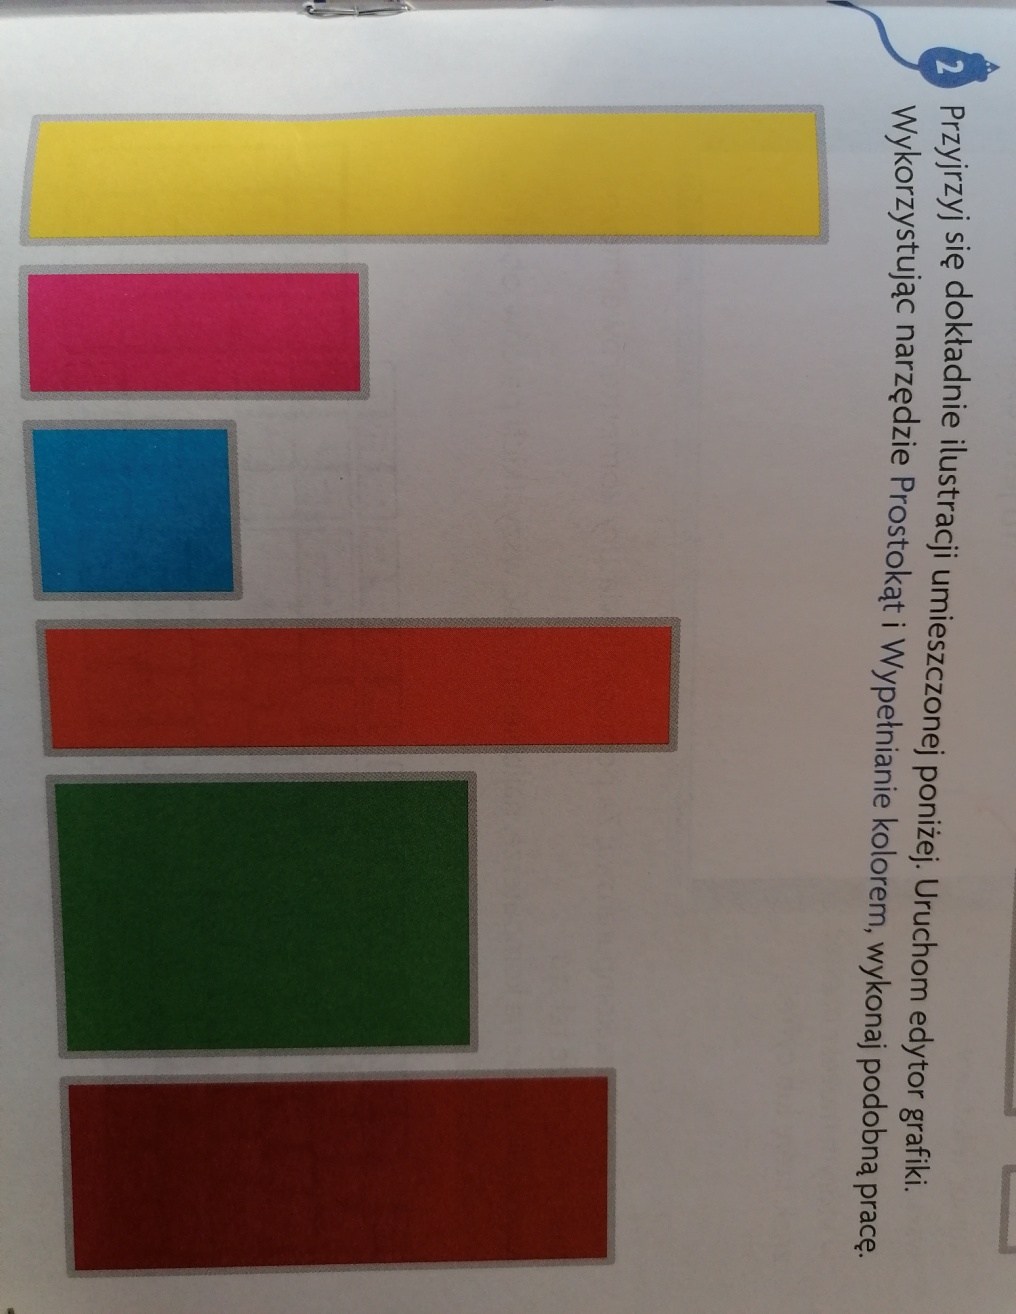 2
Przyjrzyj się dokładnie ilustracji umieszczonej poniżej. Uruchom edytor grafiki.
Wykorzystując narzędzie Prostokąt i Wypełnianie kolorem, wykonaj podobną pracę.